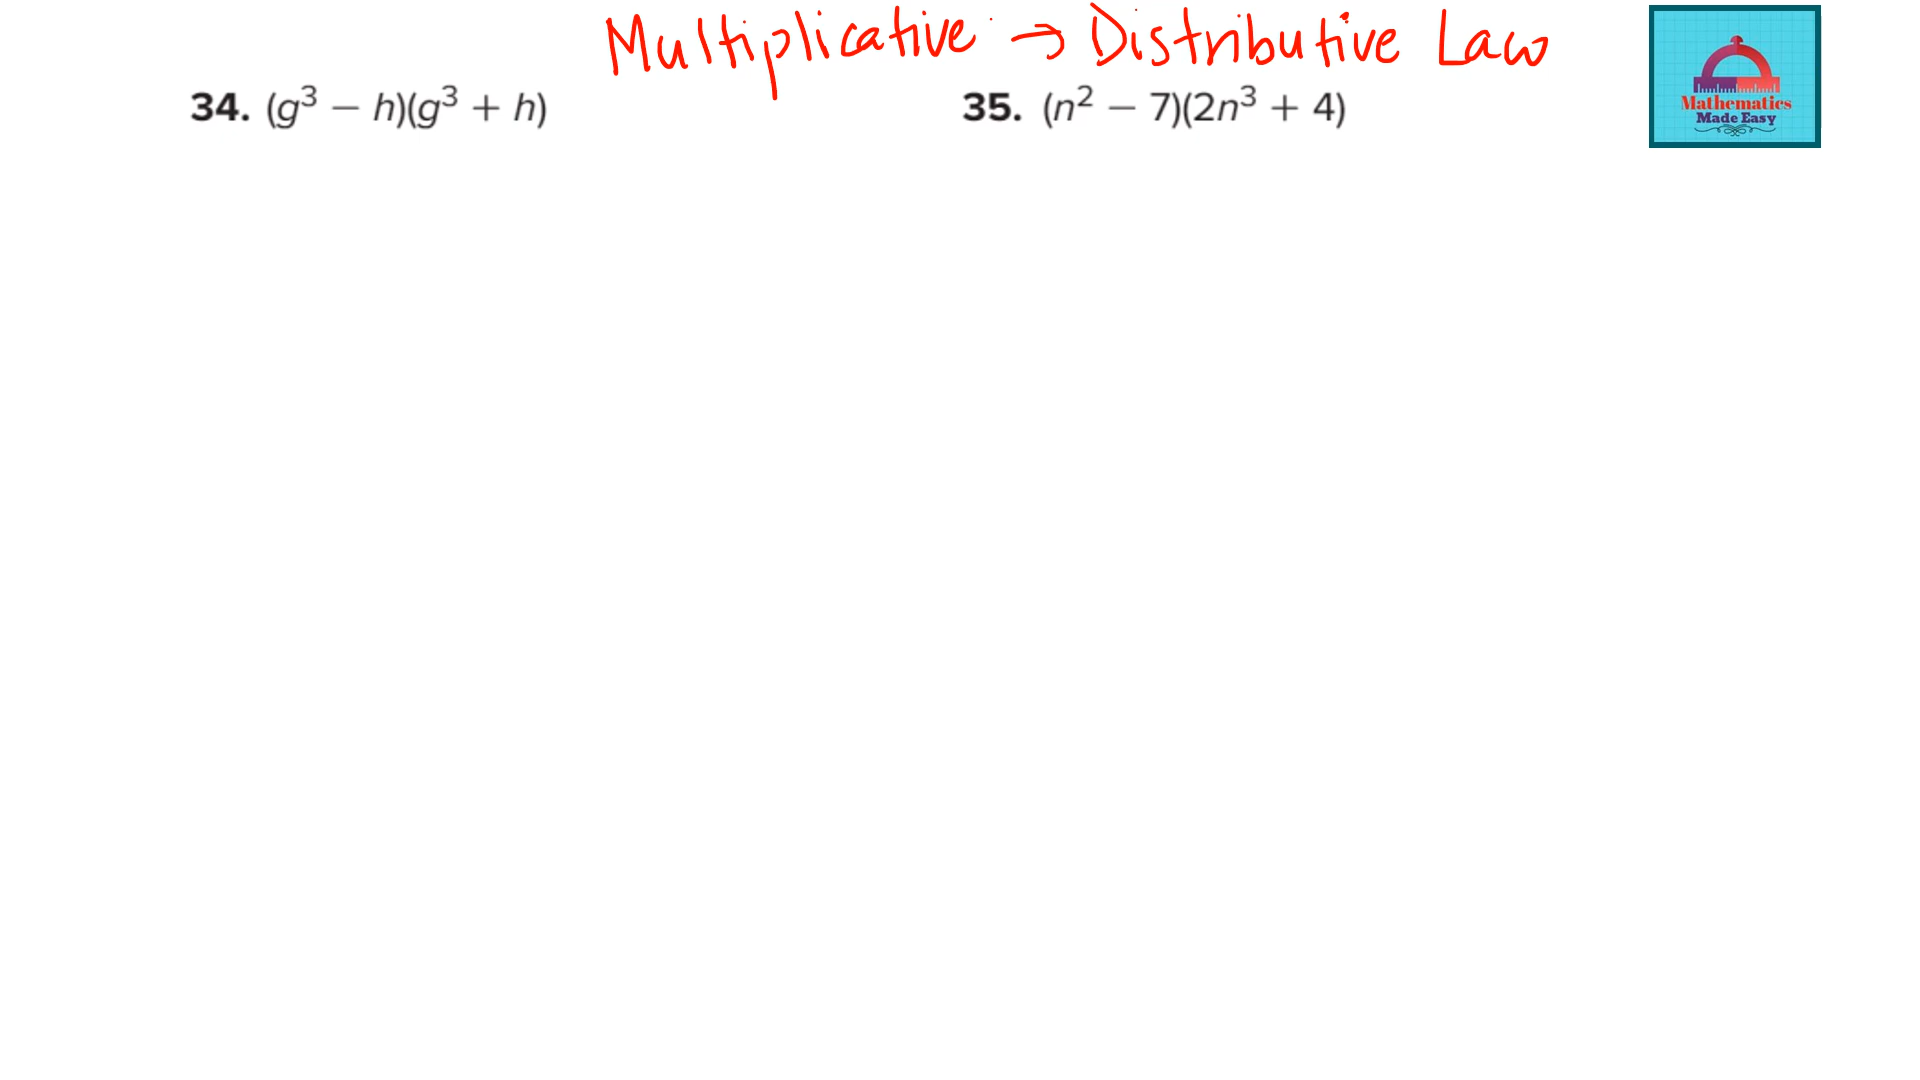 Multiplicative → Distributive Law
34. (g³ – h)(g³ + h)
35. (n² – 7)(2n³ + 4)
Mathematics
Made Easy